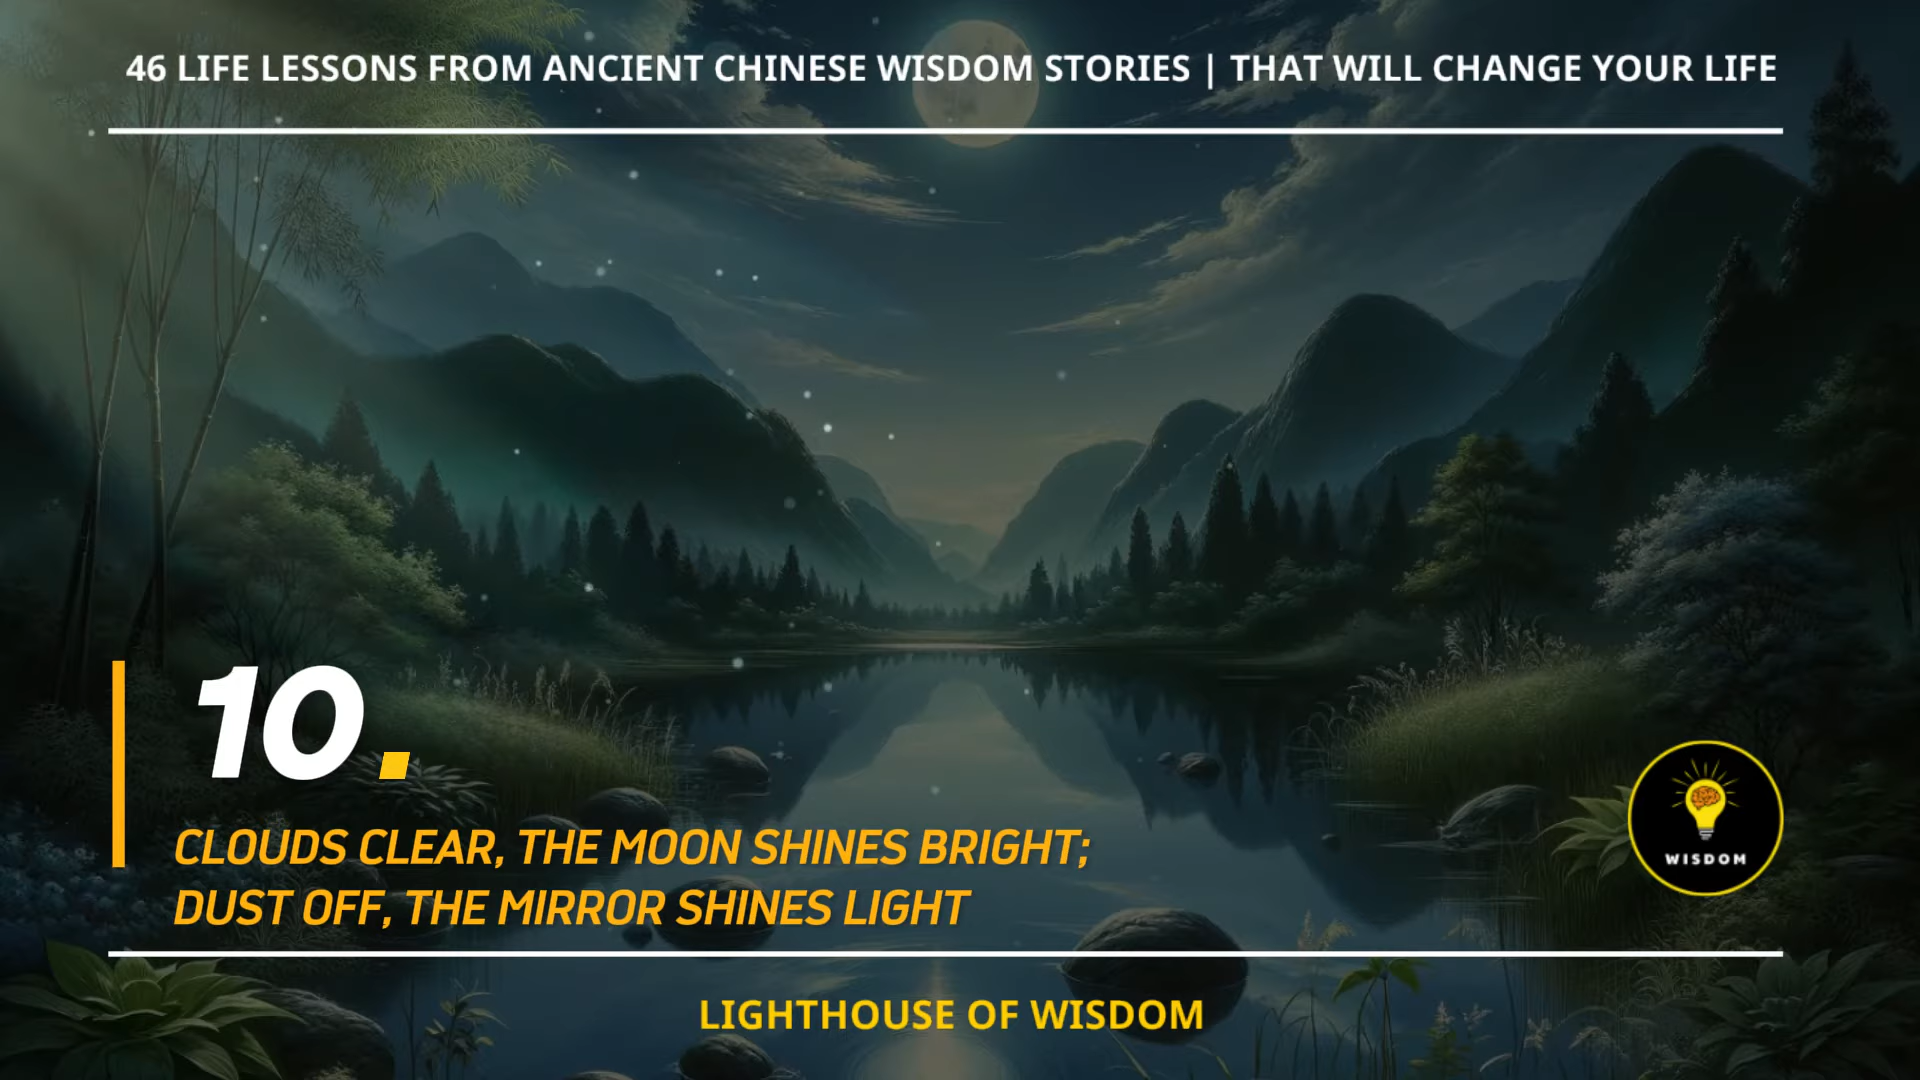 46 LIFE LESSONS FROM ANCIENT CHINESE WISDOM STORIES | THAT WILL CHANGE YOUR LIFE
10.
CLOUDS CLEAR, THE MOON SHINES BRIGHT;
DUST OFF, THE MIRROR SHINES LIGHT
WISDOM
LIGHTHOUSE OF WISDOM